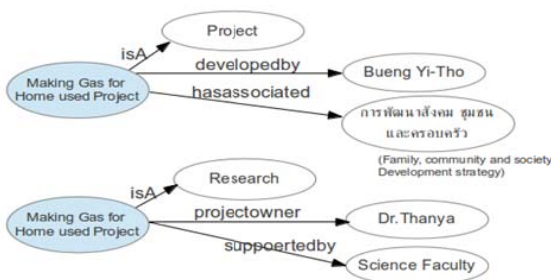 Project
isA
developedby
Making Gas for
Home used Project
Bueng Yi-Tho
hasassociated
การพัฒนาสังคม ชุมชน
และครอบครัว
(Family, community and society
Development strategy)
Research
isA
projectowner
Making Gas for
Home used Project
Dr.Thanya
suppoertedby
Science Faculty